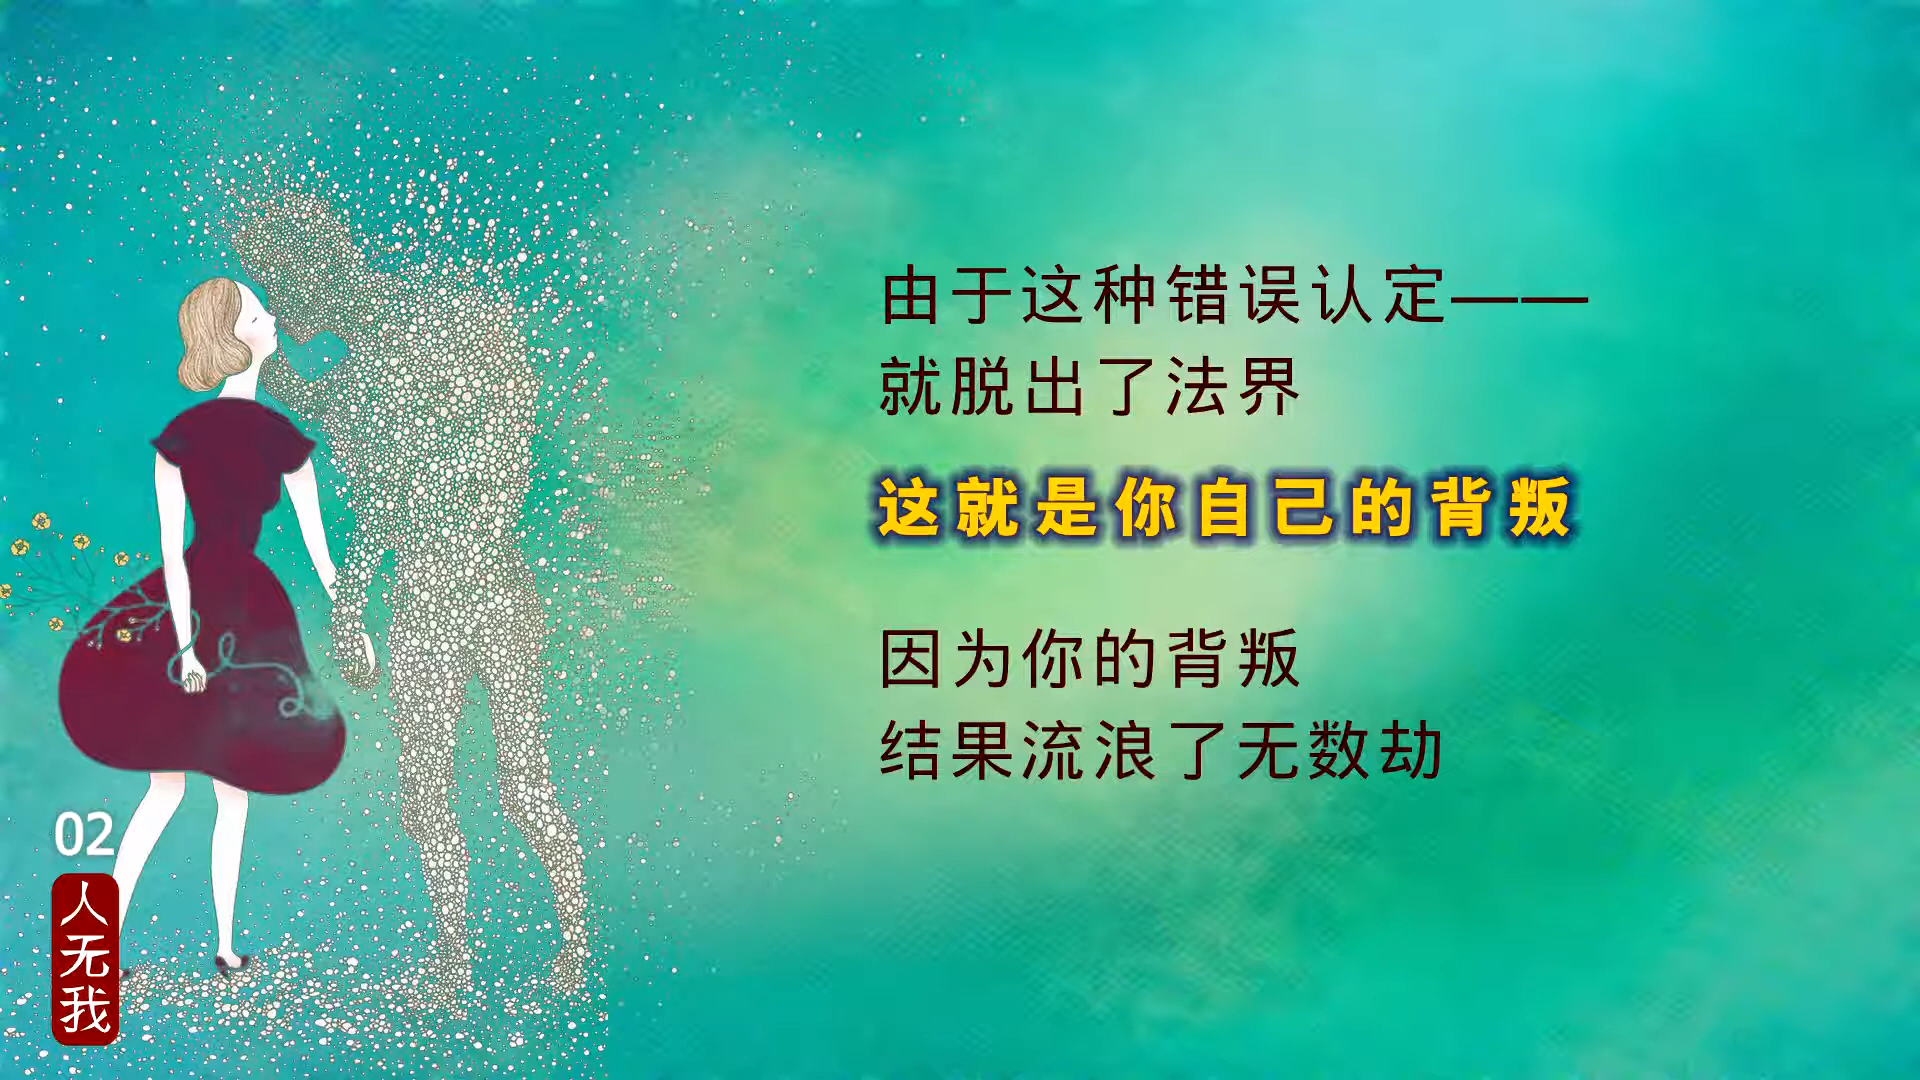 由于这种错误认定——
就脱出了法界
这就是你自己的背叛
因为你的背叛
结果流浪了无数劫
02
人无我